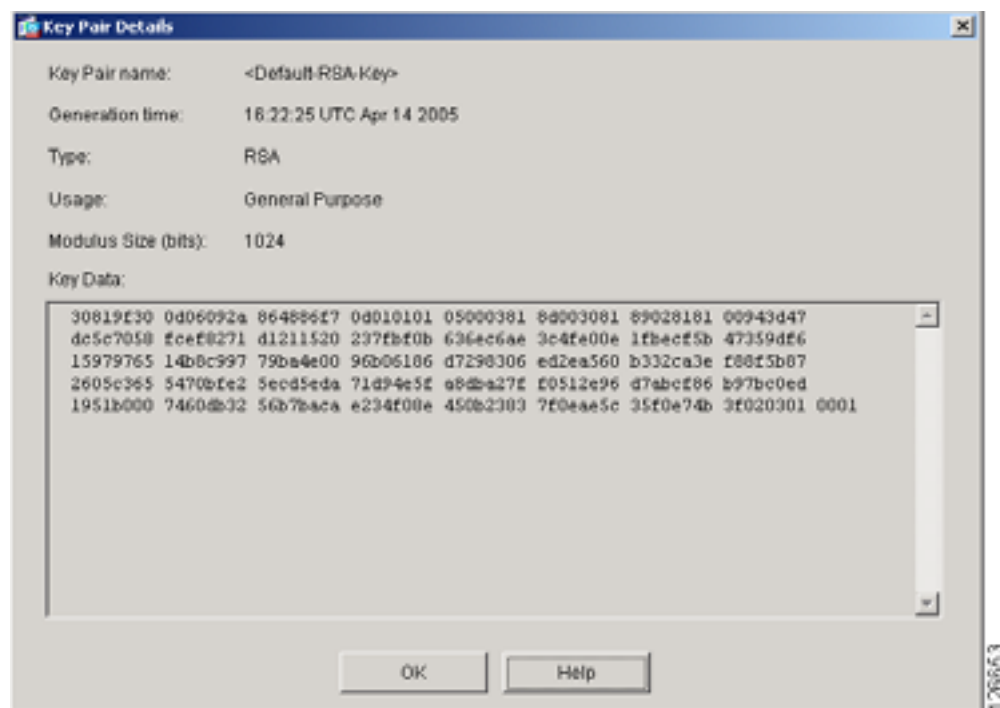 Key Pair Details
Key Pair name: <Default-RSA-Key>
Generation time: 16:22:25 UTC Apr 14 2005
Type: RSA
Usage: General Purpose
Modulus Size (bits): 1024
Key Data:
30819f30 0d06092a 864886f7 0d010101 05000381 8d003081 89028181 00943d47
dc5c7058 fcef8271 d1211520 237fbf0b 636ec6ae 3c4fe00e 1fbecf5b 47359df6
15979765 14b8c997 79ba4e00 96b06186 d7298306 ed2ea560 b332ca3e f88f5b87
2605c365 5470bfe2 5ecd5eda 71d94e5f a8dba27f f0512e96 d7abcf86 b97bc0ed
1951b000 7460db32 56b7baca e234f08e 450b2383 7f0eae5c 35f0e74b 3f020301 0001
OK Help
126653